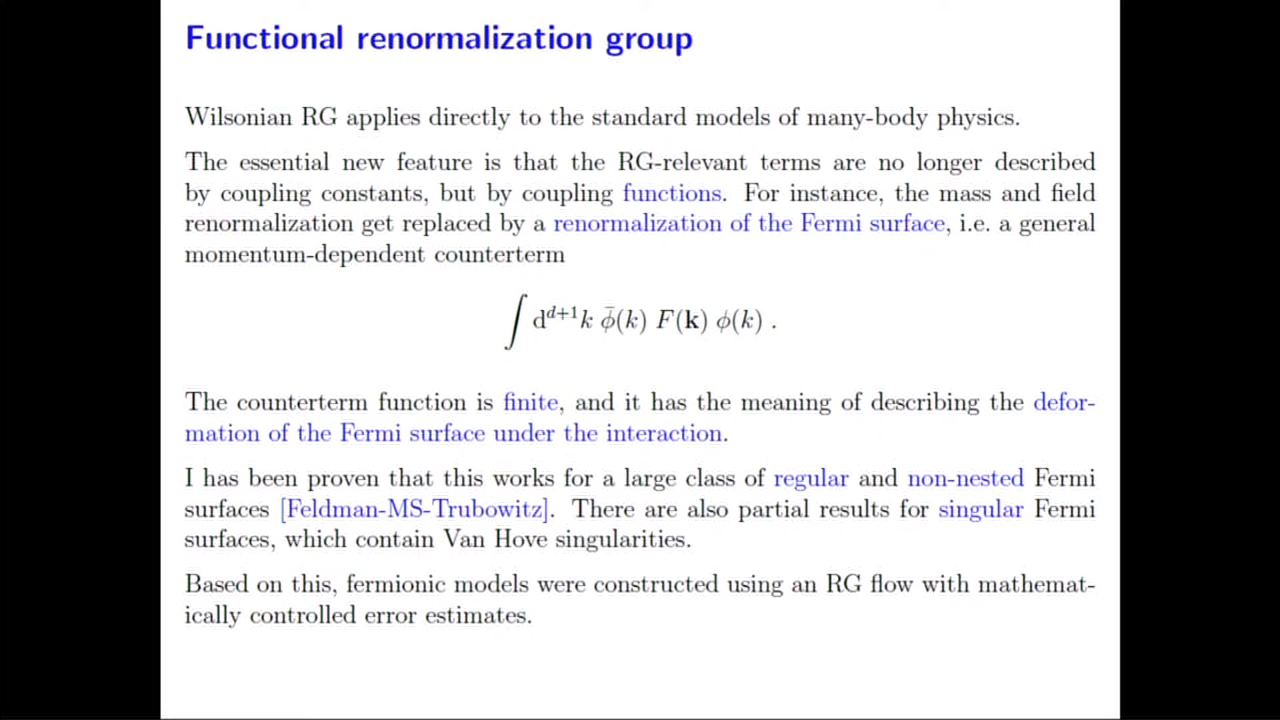 Functional renormalization group
Wilsonian RG applies directly to the standard models of many-body physics.
The essential new feature is that the RG-relevant terms are no longer described
by coupling constants, but by coupling functions. For instance, the mass and field
renormalization get replaced by a renormalization of the Fermi surface, i.e. a general
momentum-dependent counterterm
∫ d^{d+1}k ϕ̄(k) F(𝐤) ϕ(k) .
The counterterm function is finite, and it has the meaning of describing the defor-
mation of the Fermi surface under the interaction.
I has been proven that this works for a large class of regular and non-nested Fermi
surfaces [Feldman-MS-Trubowitz]. There are also partial results for singular Fermi
surfaces, which contain Van Hove singularities.
Based on this, fermionic models were constructed using an RG flow with mathemat-
ically controlled error estimates.